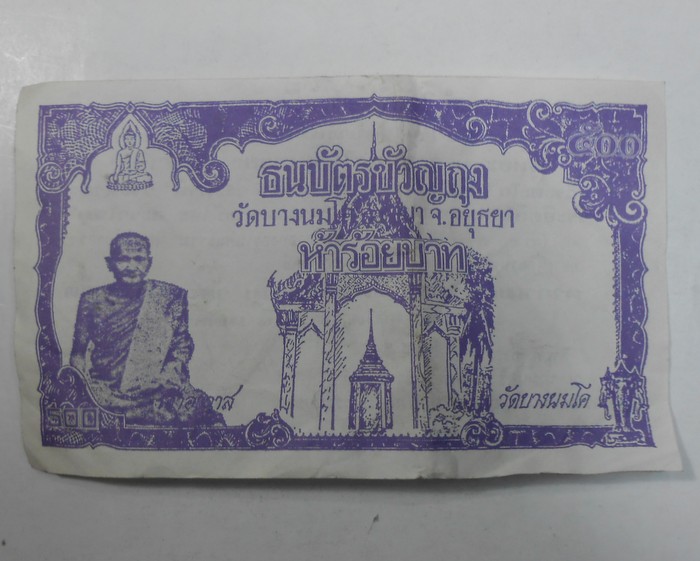 ๕๐๐
ธนบัตรขวัญถุง
วัดบางนมโค จ.อยุธยา
ห้าร้อยบาท
วัดบางนมโค
๕๐๐